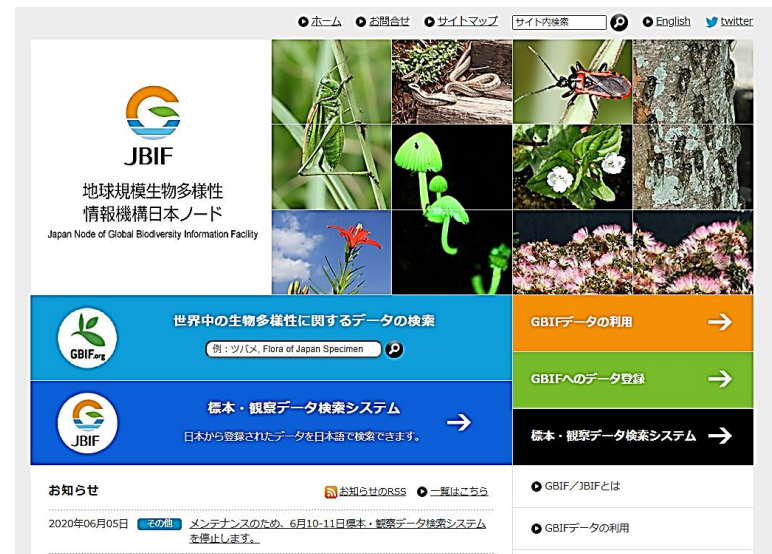 ホーム お問合せ サイトマップ サイト内検索 English twitter
JBIF
地球規模生物多様性
情報機構日本ノード
Japan Node of Global Biodiversity Information Facility
GBIF.org
世界中の生物多様性に関するデータの検索
例：ツバメ, Flora of Japan Specimen
JBIF
標本・観察データ検索システム
日本から登録されたデータを日本語で検索できます。
GBIFデータの利用
GBIFへのデータ登録
標本・観察データ検索システム
お知らせ お知らせのRSS 一覧はこちら
2020年06月05日 その他 メンテナンスのため、6月10-11日標本・観察データ検索システム
を停止します。
GBIF／JBIFとは
GBIFデータの利用